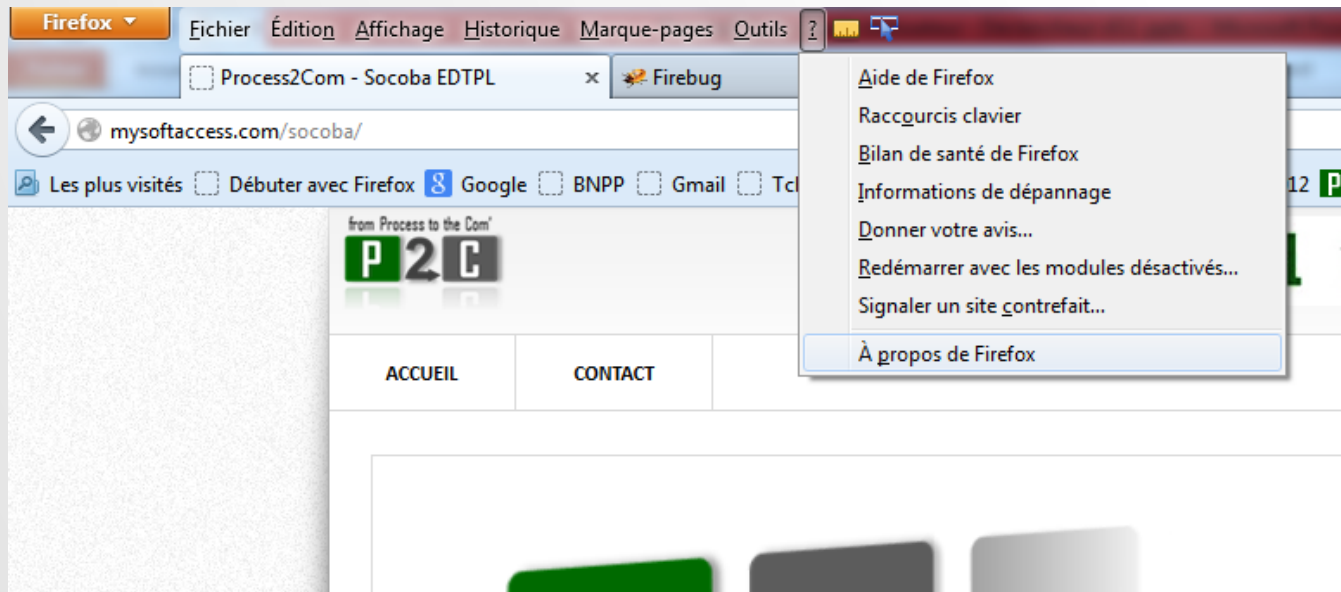 Firefox
Fichier Édition Affichage Historique Marque-pages Outils ?
Process2Com - Socoba EDTPL × Firebug
mysoftaccess.com/socoba/
Les plus visités Débuter avec Firefox Google BNPP Gmail 12 P
Aide de Firefox
Raccourcis clavier
Bilan de santé de Firefox
Informations de dépannage
Donner votre avis...
Redémarrer avec les modules désactivés...
Signaler un site contrefait...
À propos de Firefox
from Process to the Com'
P2C
ACCUEIL CONTACT